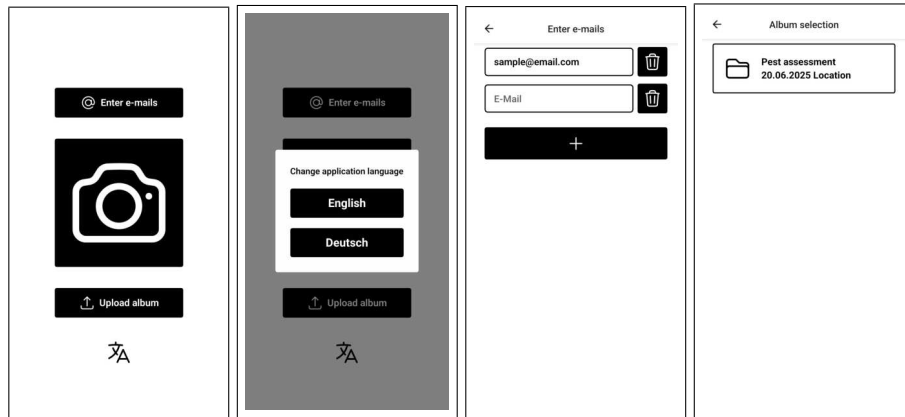 Enter e-mails
Upload album
Enter e-mails
Change application language
English
Deutsch
Upload album
Enter e-mails
sample@email.com
E-Mail
Album selection
Pest assessment
20.06.2025 Location